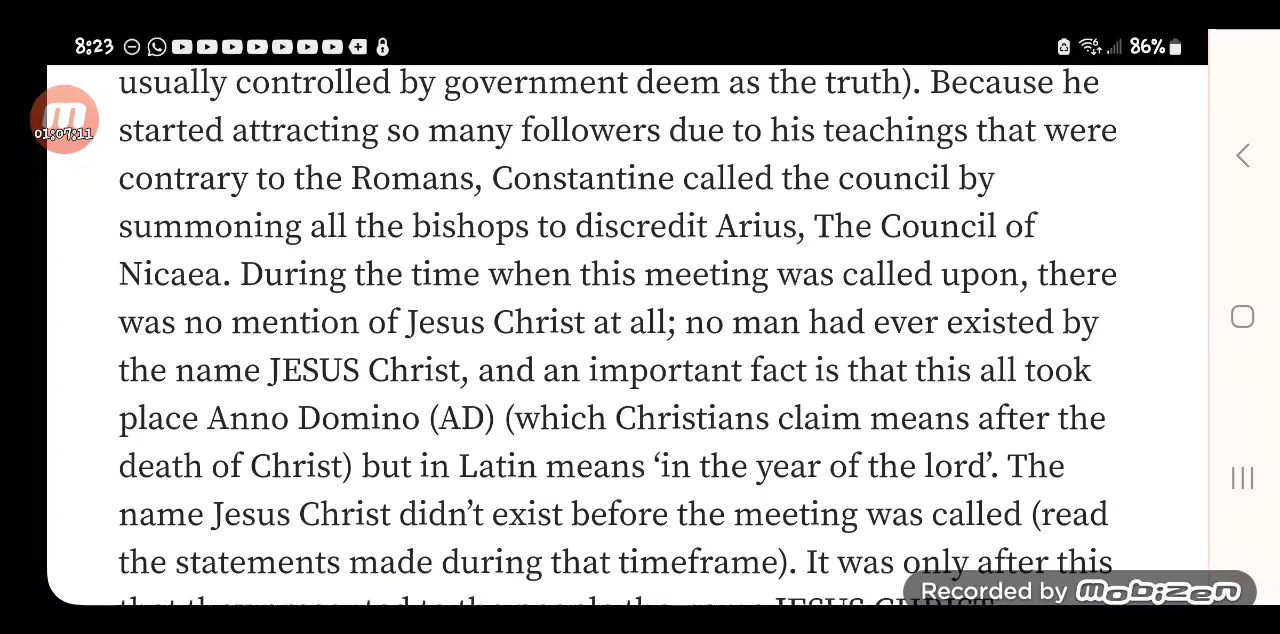 8:23 86%
usually controlled by government deem as the truth). Because he
01:07:11
started attracting so many followers due to his teachings that were
contrary to the Romans, Constantine called the council by
summoning all the bishops to discredit Arius, The Council of
Nicaea. During the time when this meeting was called upon, there
was no mention of Jesus Christ at all; no man had ever existed by
the name JESUS Christ, and an important fact is that this all took
place Anno Domino (AD) (which Christians claim means after the
death of Christ) but in Latin means ‘in the year of the lord’. The
name Jesus Christ didn’t exist before the meeting was called (read
the statements made during that timeframe). It was only after this
Recorded by mobizen